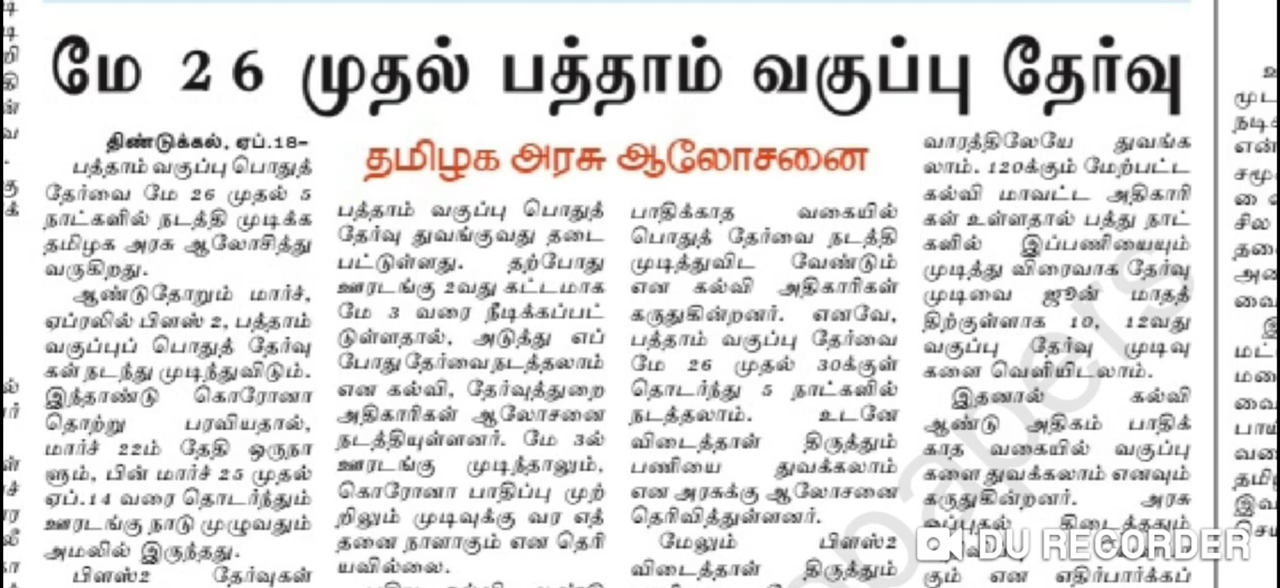 மே 26 முதல் பத்தாம் வகுப்பு தேர்வு
தமிழக அரசு ஆலோசனை
திண்டுக்கல், ஏப்.18-
பத்தாம் வகுப்பு பொதுத்
தேர்வை மே 26 முதல் 5
நாட்களில் நடத்தி முடிக்க
தமிழக அரசு ஆலோசித்து
வருகிறது.
ஆண்டுதோறும் மார்ச்,
ஏப்ரலில் பிளஸ் 2, பத்தாம்
வகுப்புப் பொதுத் தேர்வு
கள் நடந்து முடிந்துவிடும்.
இந்தாண்டு கொரோனா
தொற்று பரவியதால்,
மார்ச் 22ம் தேதி ஒருநா
ளும், பின் மார்ச் 25 முதல்
ஏப்.14 வரை தொடர்ந்தும்
ஊரடங்கு நாடு முழுவதும்
அமலில் இருந்தது.
பிளஸ்2 தேர்வுகள்
பத்தாம் வகுப்பு பொதுத்
தேர்வு துவங்குவது தடை
பட்டுள்ளது. தற்போது
ஊரடங்கு 2வது கட்டமாக
மே 3 வரை நீடிக்கப்பட்
டுள்ளதால், அடுத்து எப்
போது தேர்வை நடத்தலாம்
என கல்வி, தேர்வுத்துறை
அதிகாரிகள் ஆலோசனை
நடத்தியுள்ளனர். மே 3ல்
ஊரடங்கு முடிந்தாலும்,
கொரோனா பாதிப்பு முற்
றிலும் முடிவுக்கு வர எத்
தனை நாளாகும் என தெரி
யவில்லை.
பாதிக்காத வகையில்
பொதுத் தேர்வை நடத்தி
முடித்துவிட வேண்டும்
என கல்வி அதிகாரிகள்
கருதுகின்றனர். எனவே,
பத்தாம் வகுப்பு தேர்வை
மே 26 முதல் 30க்குள்
தொடர்ந்து 5 நாட்களில்
நடத்தலாம். உடனே
விடைத்தாள் திருத்தும்
பணியை துவக்கலாம்
என அரசுக்கு ஆலோசனை
தெரிவித்துள்ளனர்.
மேலும் பிளஸ்2
விடைத்தாள் திருத்தும்
வாரத்திலேயே துவங்க
லாம். 120க்கும் மேற்பட்ட
கல்வி மாவட்ட அதிகாரி
கள் உள்ளதால் பத்து நாட்
களில் இப்பணியையும்
முடித்து விரைவாக தேர்வு
முடிவை ஜூன் மாதத்
திற்குள்ளாக 10, 12வது
வகுப்பு தேர்வு முடிவு
களை வெளியிடலாம்.
இதனால் கல்வி
ஆண்டு அதிகம் பாதிக்
காத வகையில் வகுப்பு
களை துவக்கலாம் எனவும்
கருதுகின்றனர். அரசு
ஒப்புதல் கிடைத்ததும்
கும் என எதிர்பார்க்கப்
DU RECORDER